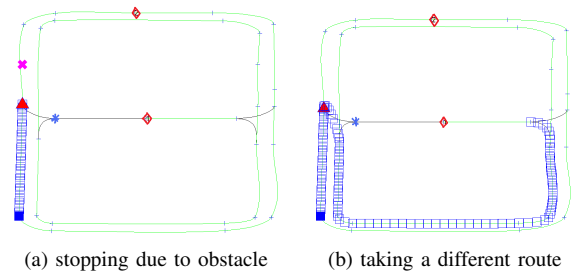 (a) stopping due to obstacle
(b) taking a different route